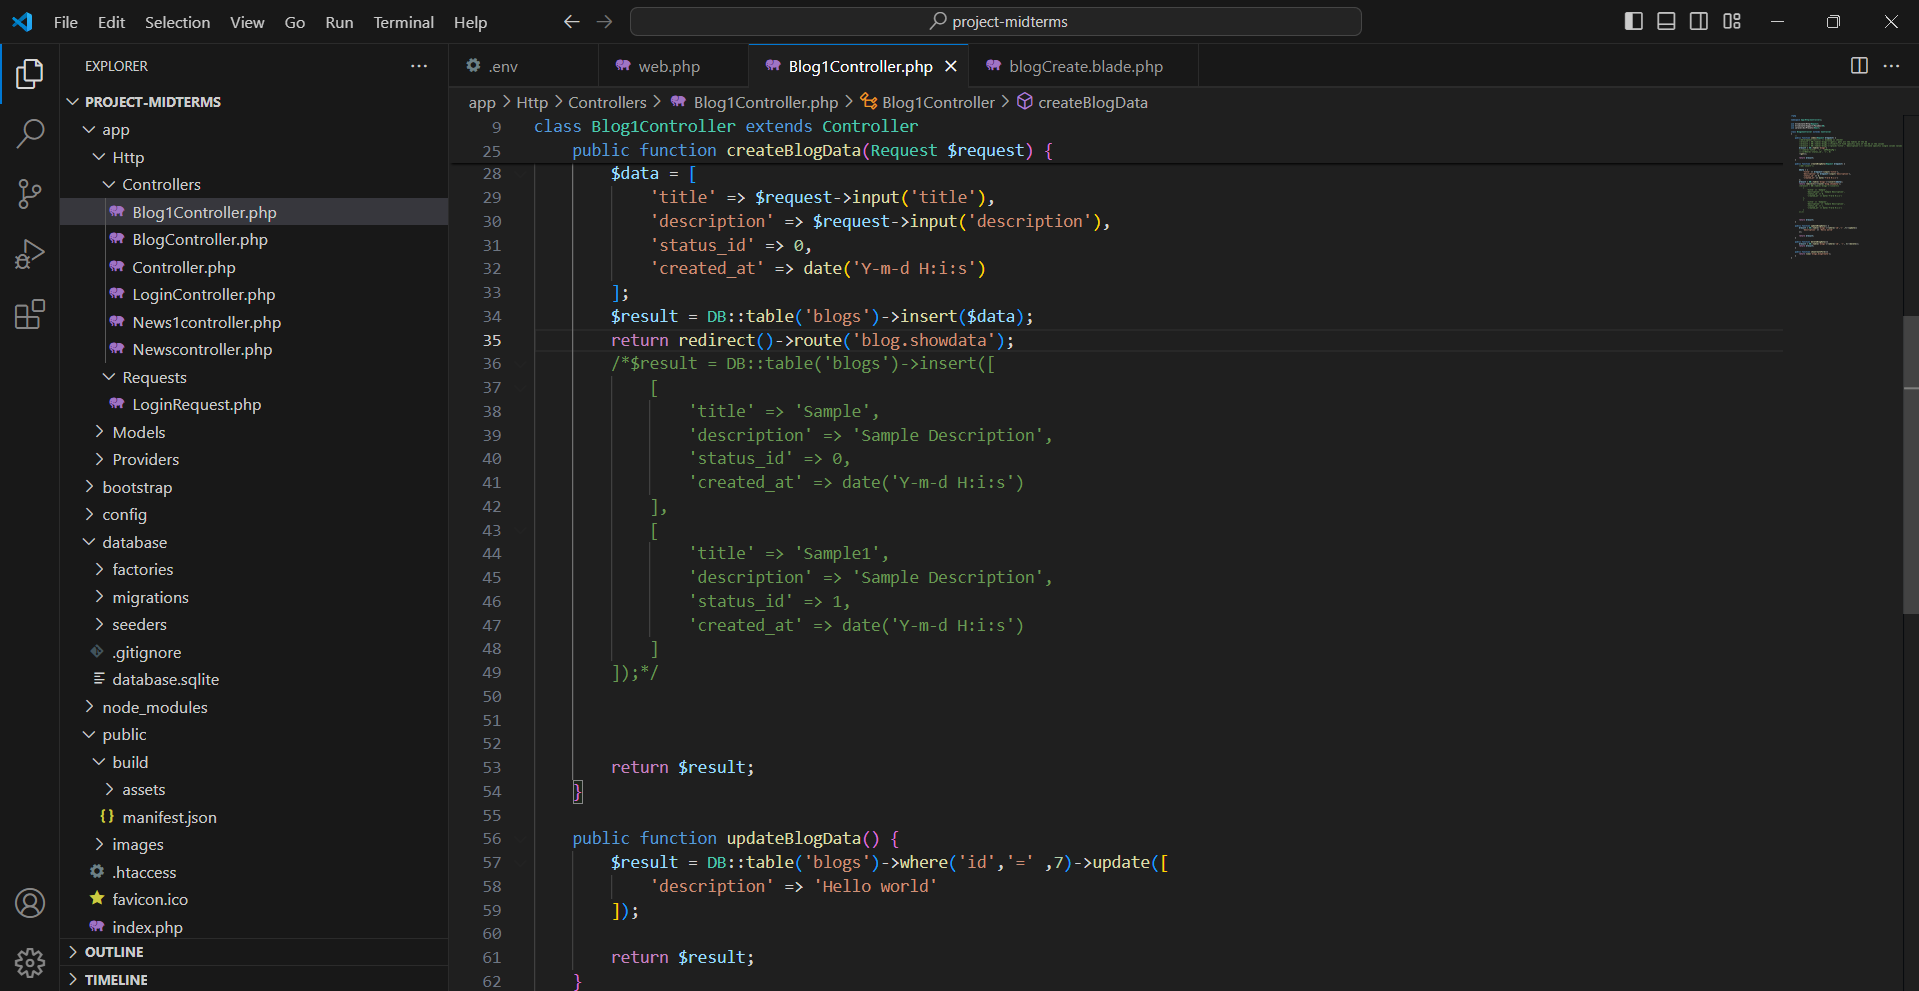 File Edit Selection View Go Run Terminal Help
project-midterms
EXPLORER
PROJECT-MIDTERMS
app
Http
Controllers
Blog1Controller.php
BlogController.php
Controller.php
LoginController.php
News1controller.php
Newscontroller.php
Requests
LoginRequest.php
Models
Providers
bootstrap
config
database
factories
migrations
seeders
.gitignore
database.sqlite
node_modules
public
build
assets
manifest.json
images
.htaccess
favicon.ico
index.php
OUTLINE
TIMELINE
.env web.php Blog1Controller.php blogCreate.blade.php
app > Http > Controllers > Blog1Controller.php > Blog1Controller > createBlogData
9 class Blog1Controller extends Controller
25 public function createBlogData(Request $request) {
28 $data = [
29 'title' => $request->input('title'),
30 'description' => $request->input('description'),
31 'status_id' => 0,
32 'created_at' => date('Y-m-d H:i:s')
33 ];
34 $result = DB::table('blogs')->insert($data);
35 return redirect()->route('blog.showdata');
36 /*$result = DB::table('blogs')->insert([
37 [
38 'title' => 'Sample',
39 'description' => 'Sample Description',
40 'status_id' => 0,
41 'created_at' => date('Y-m-d H:i:s')
42 ],
43 [
44 'title' => 'Sample1',
45 'description' => 'Sample Description',
46 'status_id' => 1,
47 'created_at' => date('Y-m-d H:i:s')
48 ]
49 ]);*/
50
51
52
53 return $result;
54 }
55
56 public function updateBlogData() {
57 $result = DB::table('blogs')->where('id','=' ,7)->update([
58 'description' => 'Hello world'
59 ]);
60
61 return $result;
62 }